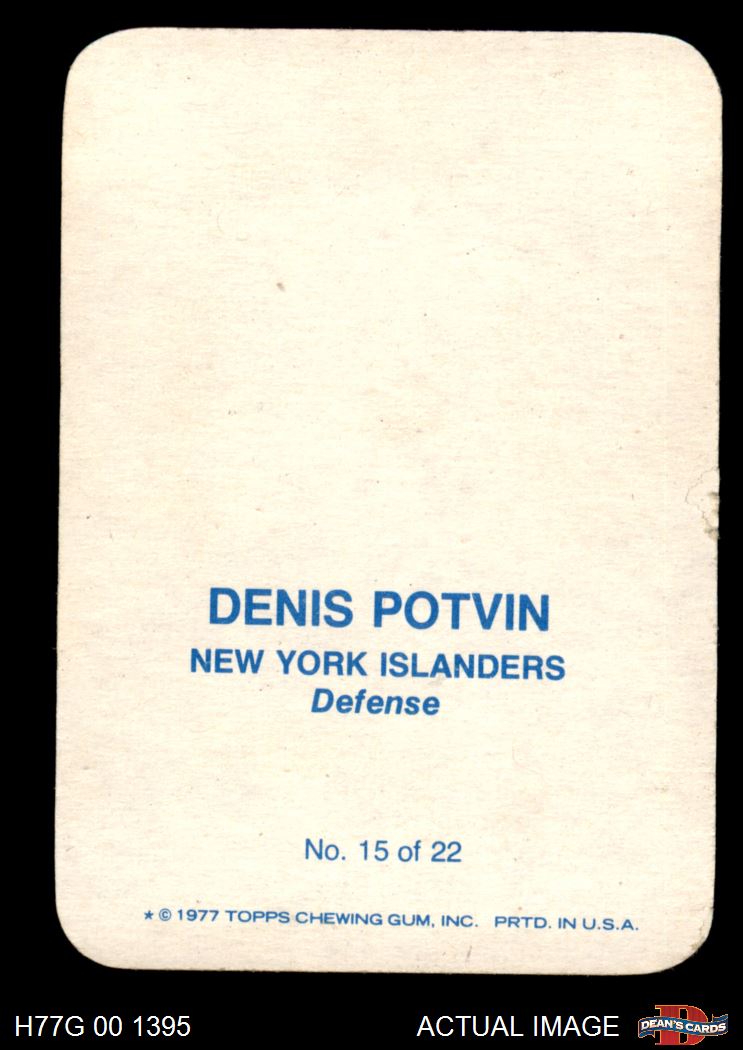 DENIS POTVIN
NEW YORK ISLANDERS
Defense
No. 15 of 22
★ © 1977 TOPPS CHEWING GUM, INC. PRTD. IN U.S.A.
H77G 00 1395 ACTUAL IMAGE DEAN'S CARDS